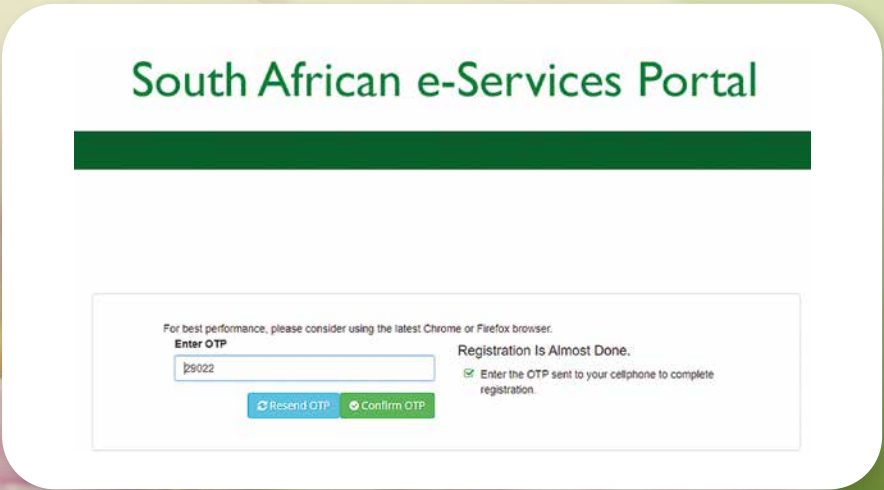 South African e-Services Portal
For best performance, please consider using the latest Chrome or Firefox browser.
Enter OTP
29022
Resend OTP
Confirm OTP
Registration Is Almost Done.
Enter the OTP sent to your cellphone to complete
registration.